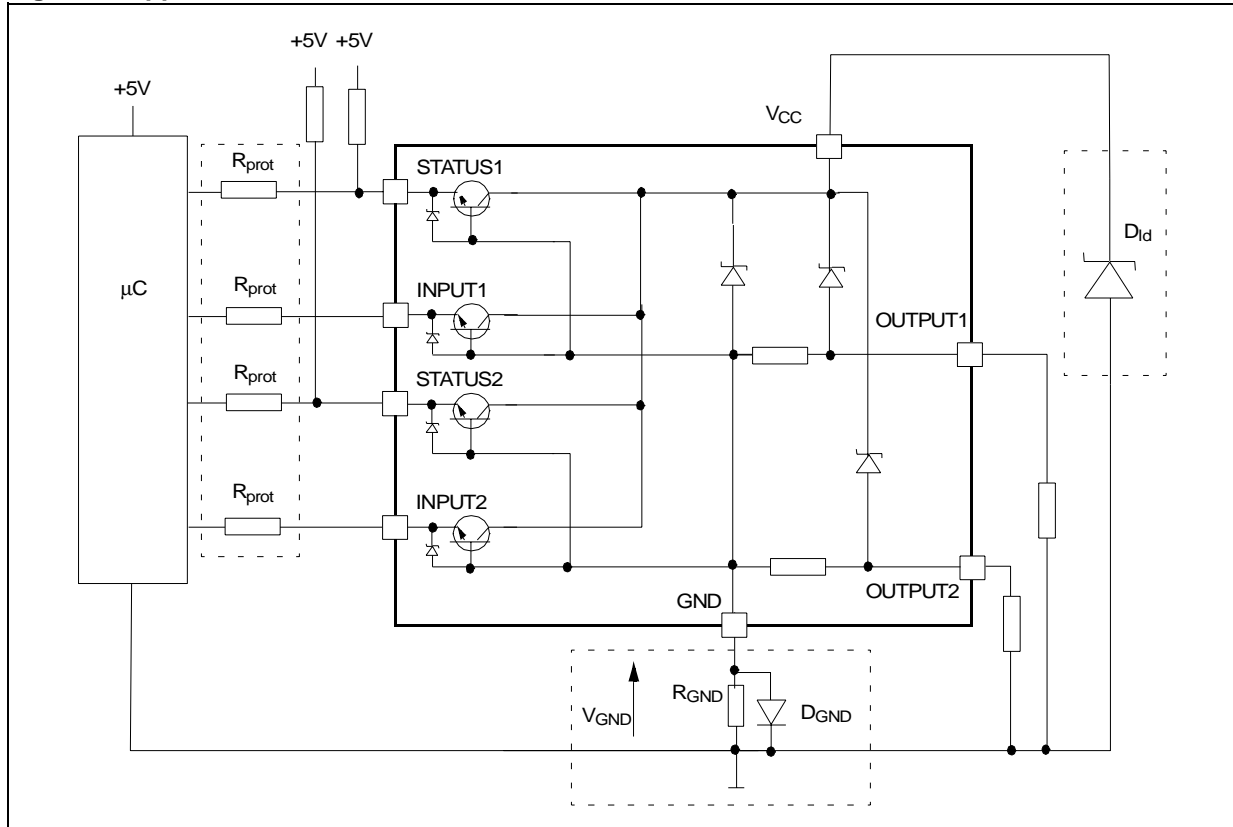 +5V +5V
+5V
VCC
Rprot
STATUS1
Dld
μC
INPUT1
Rprot
OUTPUT1
Rprot
STATUS2
Rprot
INPUT2
OUTPUT2
GND
RGND
VGND
DGND